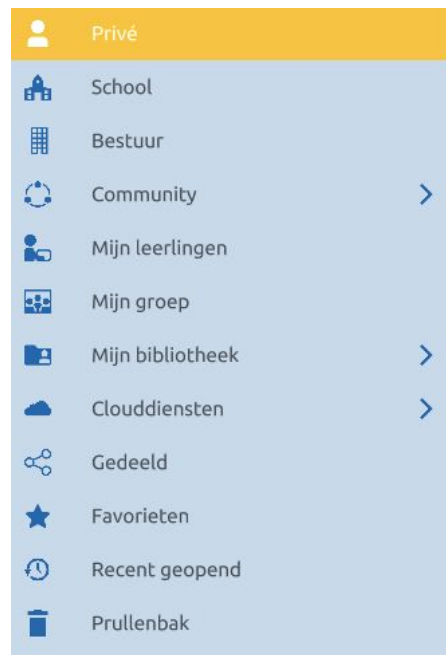 Privé
School
Bestuur
Community
Mijn leerlingen
Mijn groep
Mijn bibliotheek
Clouddiensten
Gedeeld
Favorieten
Recent geopend
Prullenbak